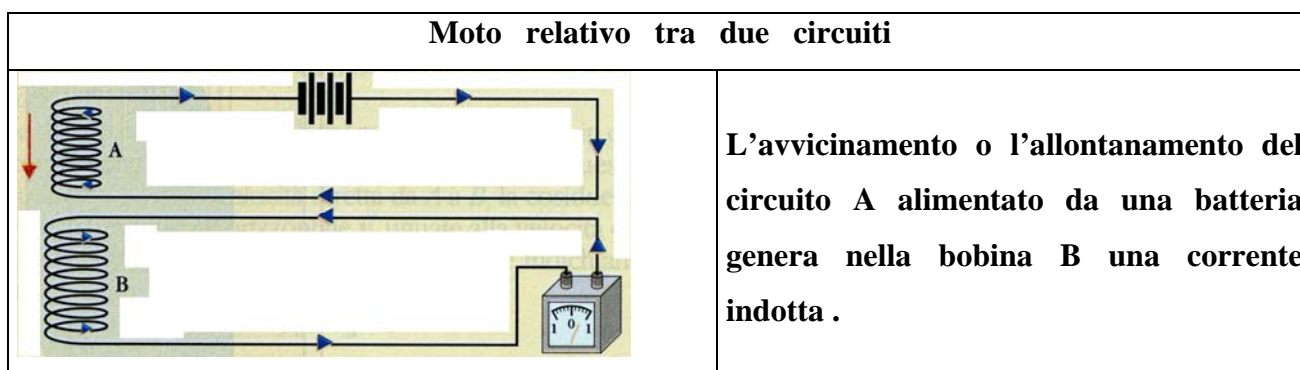 Moto relativo tra due circuiti
A
B
1 0 1
L'avvicinamento o l'allontanamento del
circuito A alimentato da una batteria
genera nella bobina B una corrente
indotta .